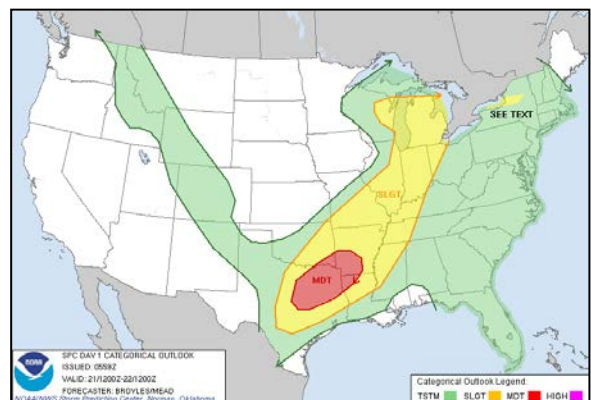 SEE TEXT
SLGT
MDT
noaa
SPC DAY 1 CATEGORICAL OUTLOOK
ISSUED: 0559Z
VALID: 21/1200Z-22/1200Z
FORECASTER: BROYLES/MEAD
NOAA/NWS Storm Prediction Center, Norman, Oklahoma
Categorical Outlook Legend:
TSTM SLGT MDT HIGH